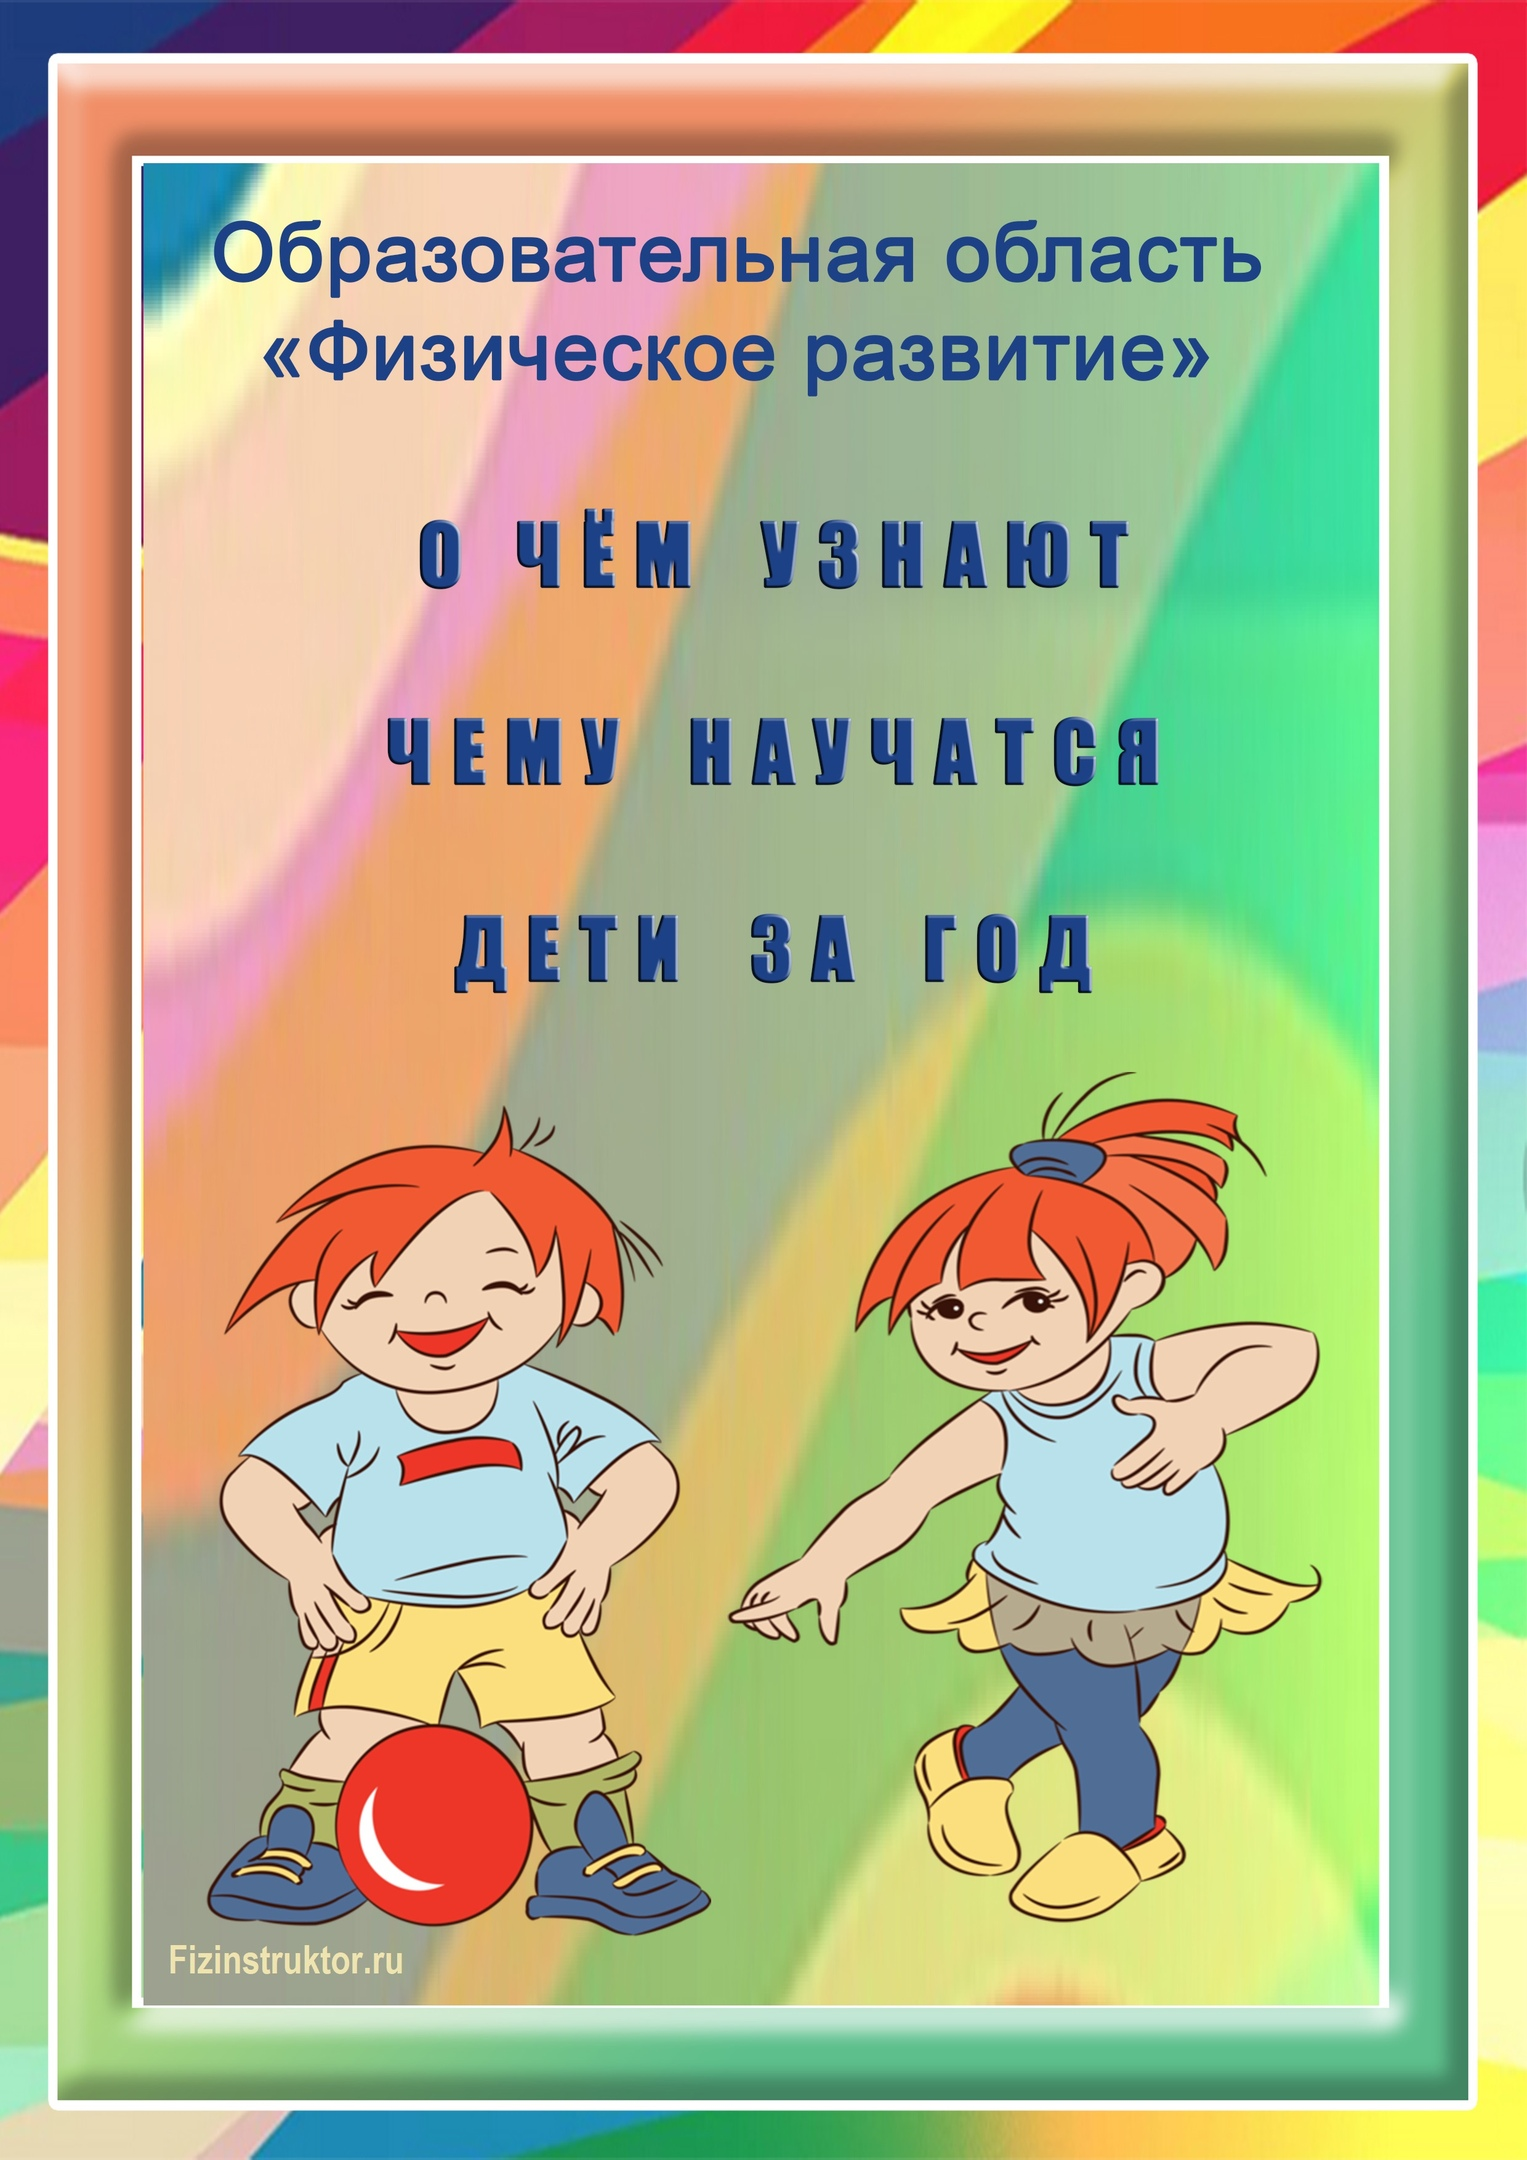 Образовательная область
«Физическое развитие»
О ЧЁМ УЗНАЮТ
ЧЕМУ НАУЧАТСЯ
ДЕТИ ЗА ГОД
Fizinstruktor.ru